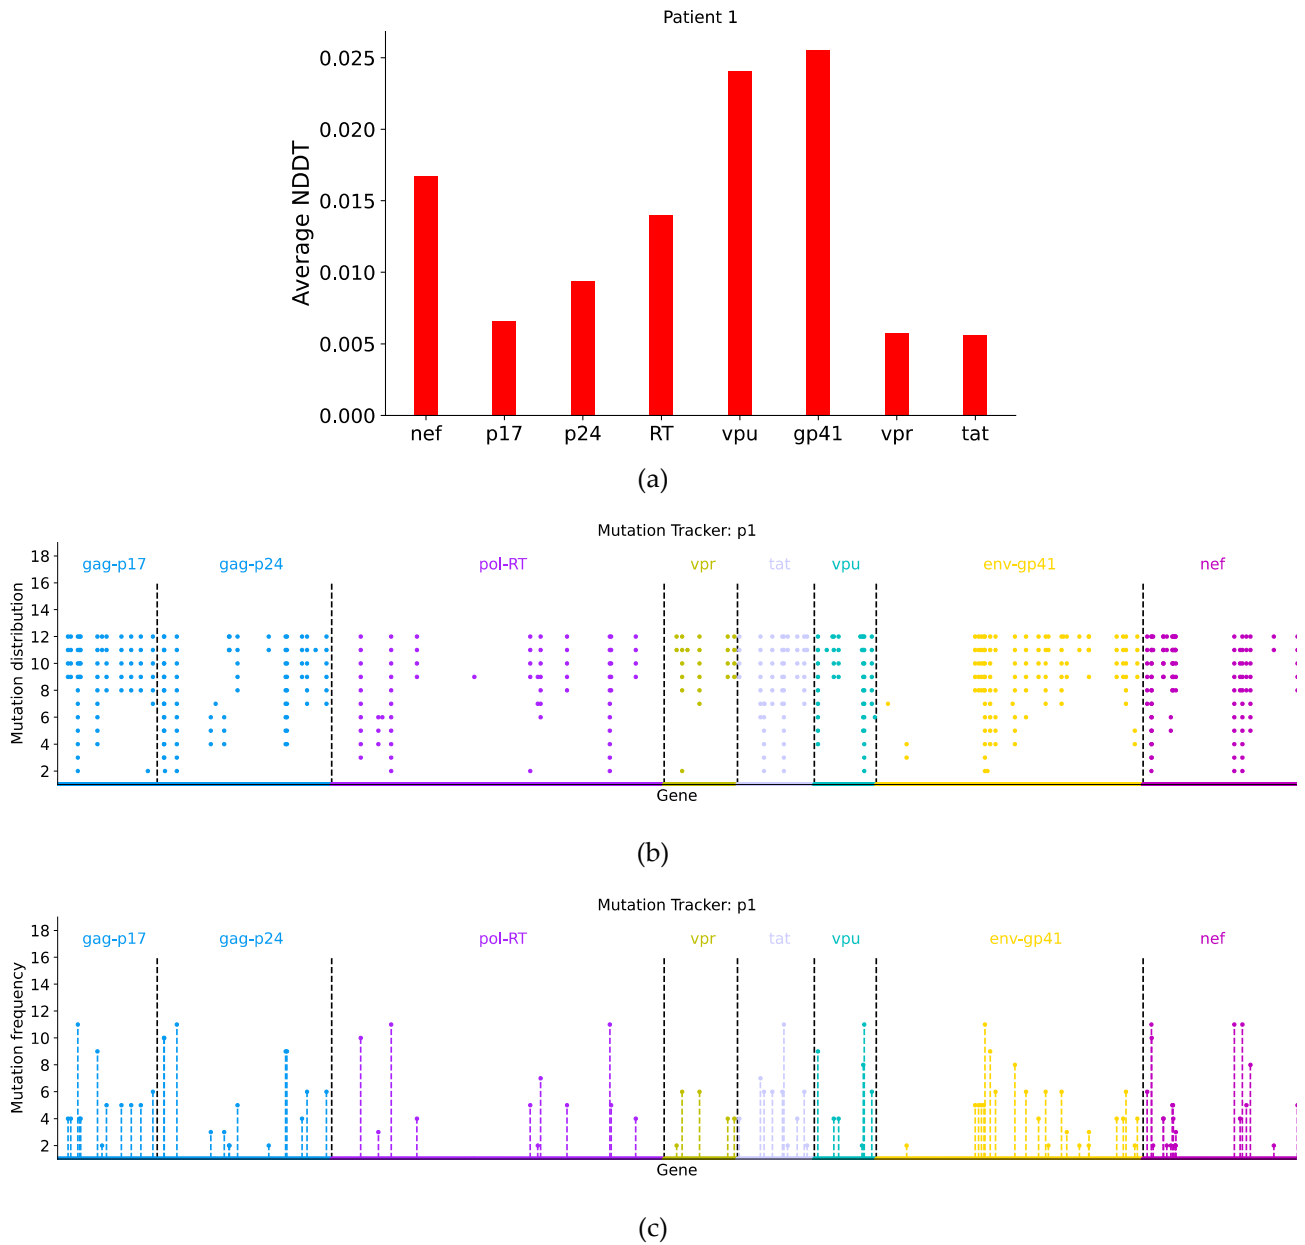 Patient 1
Average NDDT
0.025
0.020
0.015
0.010
0.005
0.000
nef p17 p24 RT vpu gp41 vpr tat
(a)
Mutation Tracker: p1
gag-p17 gag-p24 pol-RT vpr tat vpu env-gp41 nef
Mutation distribution
18
16
14
12
10
8
6
4
2
Gene
(b)
Mutation Tracker: p1
gag-p17 gag-p24 pol-RT vpr tat vpu env-gp41 nef
Mutation frequency
18
16
14
12
10
8
6
4
2
Gene
(c)